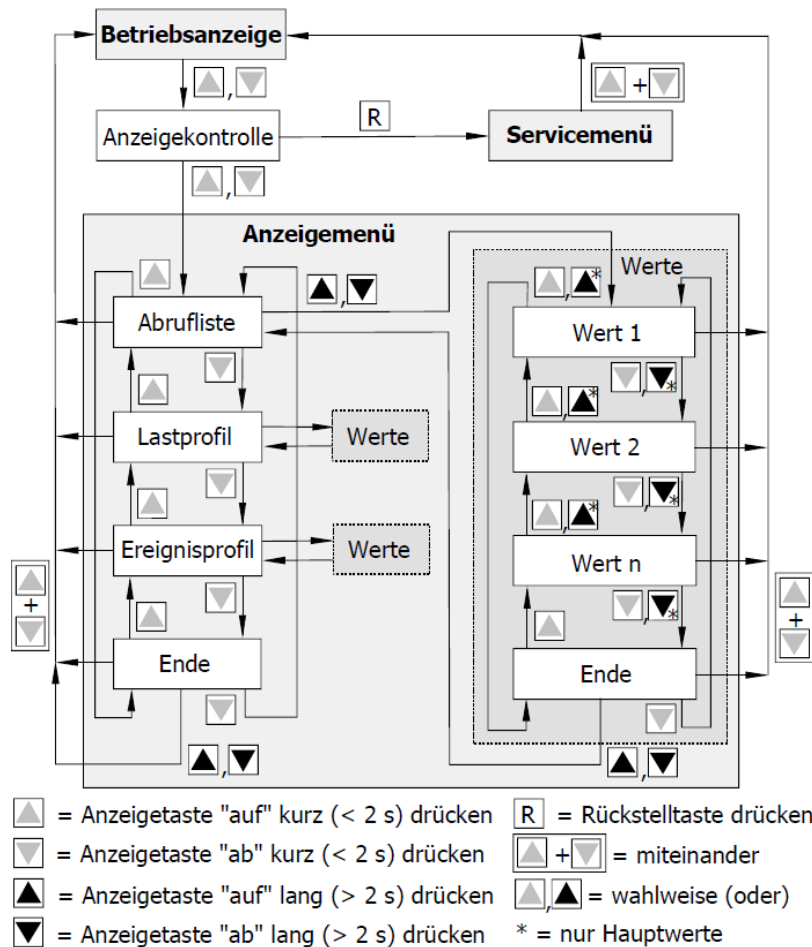 Betriebsanzeige
,
+
Anzeigekontrolle
R
Servicemenü
,
Anzeigemenü
Werte
,
, *
Abrufliste
Wert 1
, *
, *
Lastprofil
Werte
Wert 2
, *
, *
Ereignisprofil
Werte
Wert n
+
, *
+
Ende
Ende
,
,
= Anzeigetaste "auf" kurz (< 2 s) drücken
R = Rückstelltaste drücken
= Anzeigetaste "ab" kurz (< 2 s) drücken
+ = miteinander
= Anzeigetaste "auf" lang (> 2 s) drücken
, = wahlweise (oder)
= Anzeigetaste "ab" lang (> 2 s) drücken
* = nur Hauptwerte